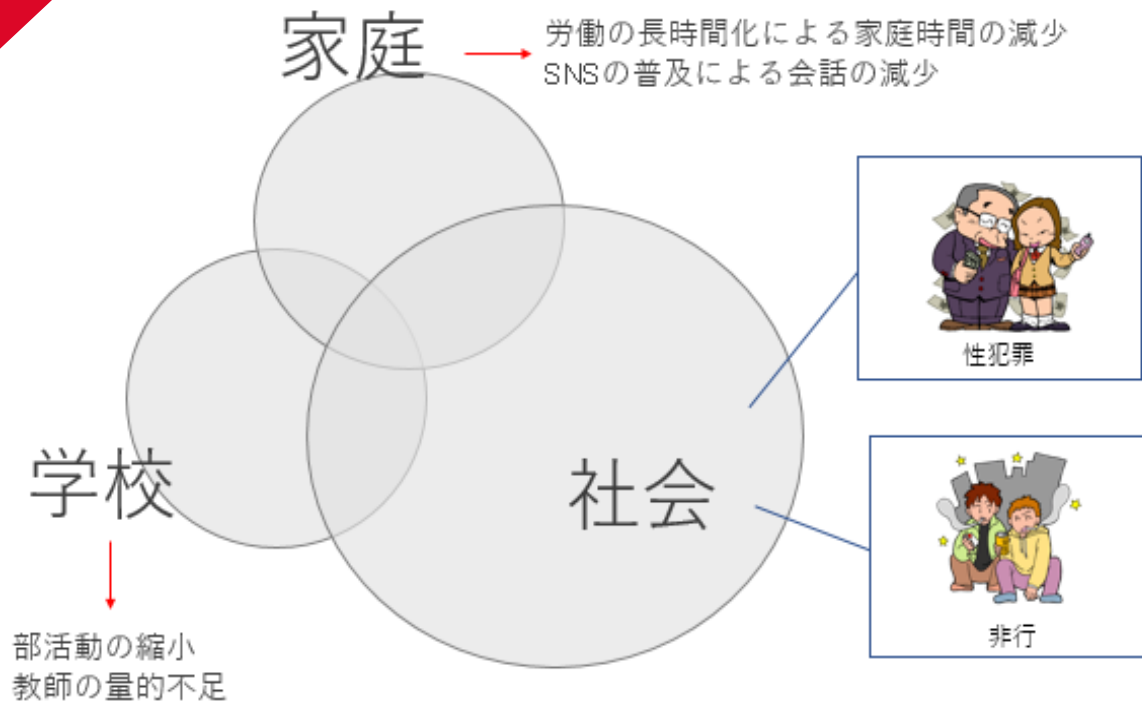 家庭
労働の長時間化による家庭時間の減少
SNSの普及による会話の減少
性犯罪
学校
社会
非行
部活動の縮小
教師の量的不足